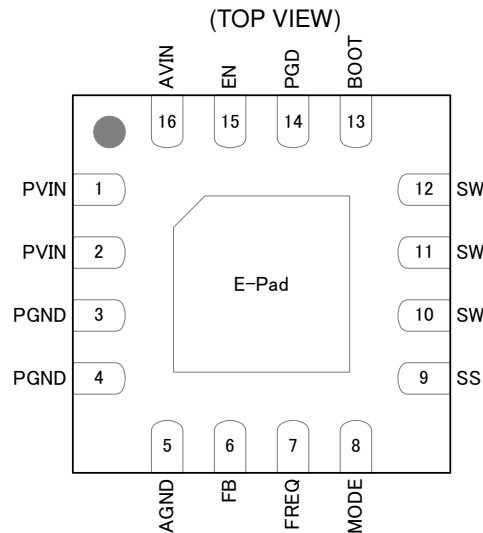 (TOP VIEW)
AVIN EN PGD BOOT
16 15 14 13
PVIN 1 12 SW
PVIN 2 11 SW
E-Pad
PGND 3 10 SW
PGND 4 9 SS
5 6 7 8
AGND FB FREQ MODE